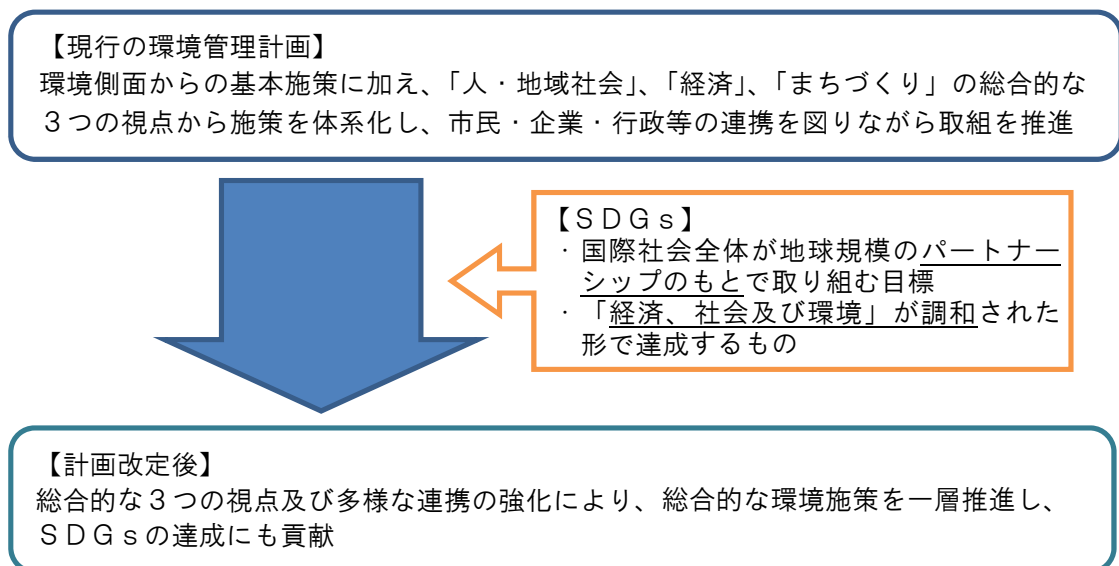 【現行の環境管理計画】
環境側面からの基本施策に加え、「人・地域社会」、「経済」、「まちづくり」の総合的な
３つの視点から施策を体系化し、市民・企業・行政等の連携を図りながら取組を推進
【ＳＤＧｓ】
・国際社会全体が地球規模のパートナー
シップのもとで取り組む目標
・「経済、社会及び環境」が調和された
形で達成するもの
【計画改定後】
総合的な３つの視点及び多様な連携の強化により、総合的な環境施策を一層推進し、
ＳＤＧｓの達成にも貢献